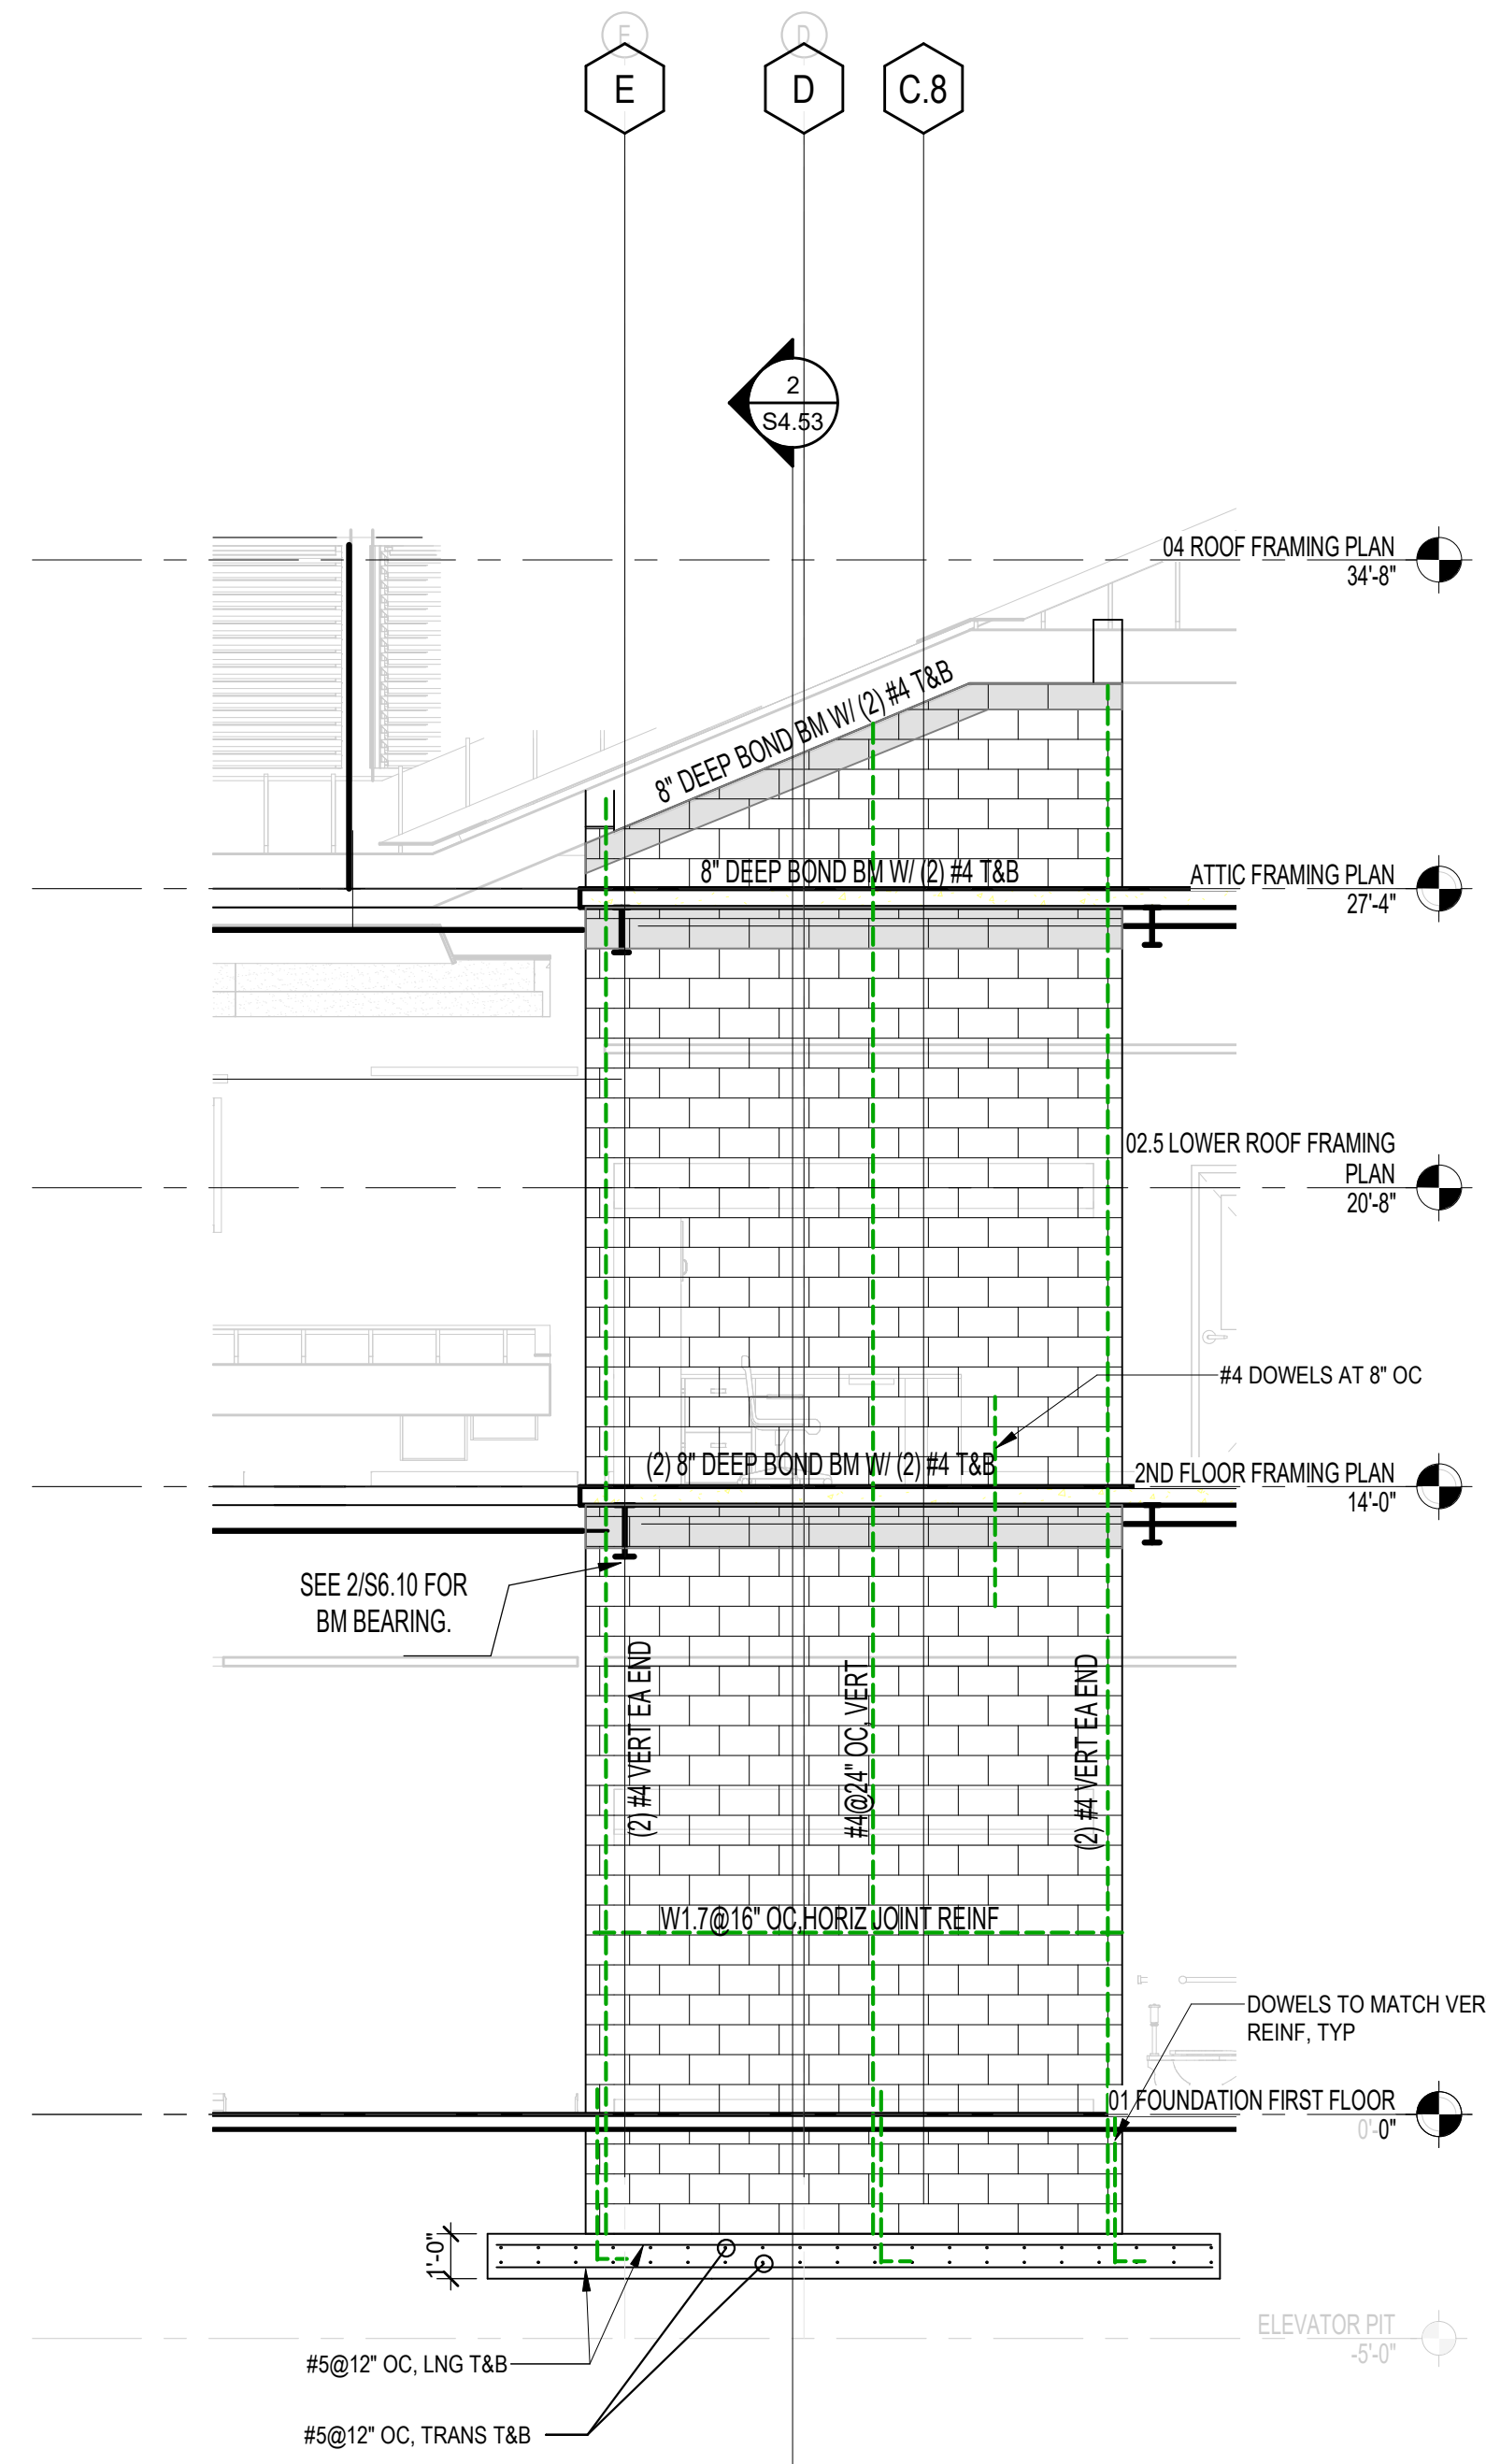 F
D
E
D
C.8
2
S4.53
04 ROOF FRAMING PLAN
34'-8"
8" DEEP BOND BM W/ (2) #4 T&B
8" DEEP BOND BM W/ (2) #4 T&B
ATTIC FRAMING PLAN
27'-4"
02.5 LOWER ROOF FRAMING
PLAN
20'-8"
#4 DOWELS AT 8" OC
(2) 8" DEEP BOND BM W/ (2) #4 T&B
2ND FLOOR FRAMING PLAN
14'-0"
SEE 2/S6.10 FOR
BM BEARING.
(2) #4 VERT EA END
#4@24" OC, VERT
(2) #4 VERT EA END
W1.7@16" OC,HORIZ JOINT REINF
DOWELS TO MATCH VER
REINF, TYP
01 FOUNDATION FIRST FLOOR
0'-0"
1'-0"
ELEVATOR PIT
-5'-0"
#5@12" OC, LNG T&B
#5@12" OC, TRANS T&B